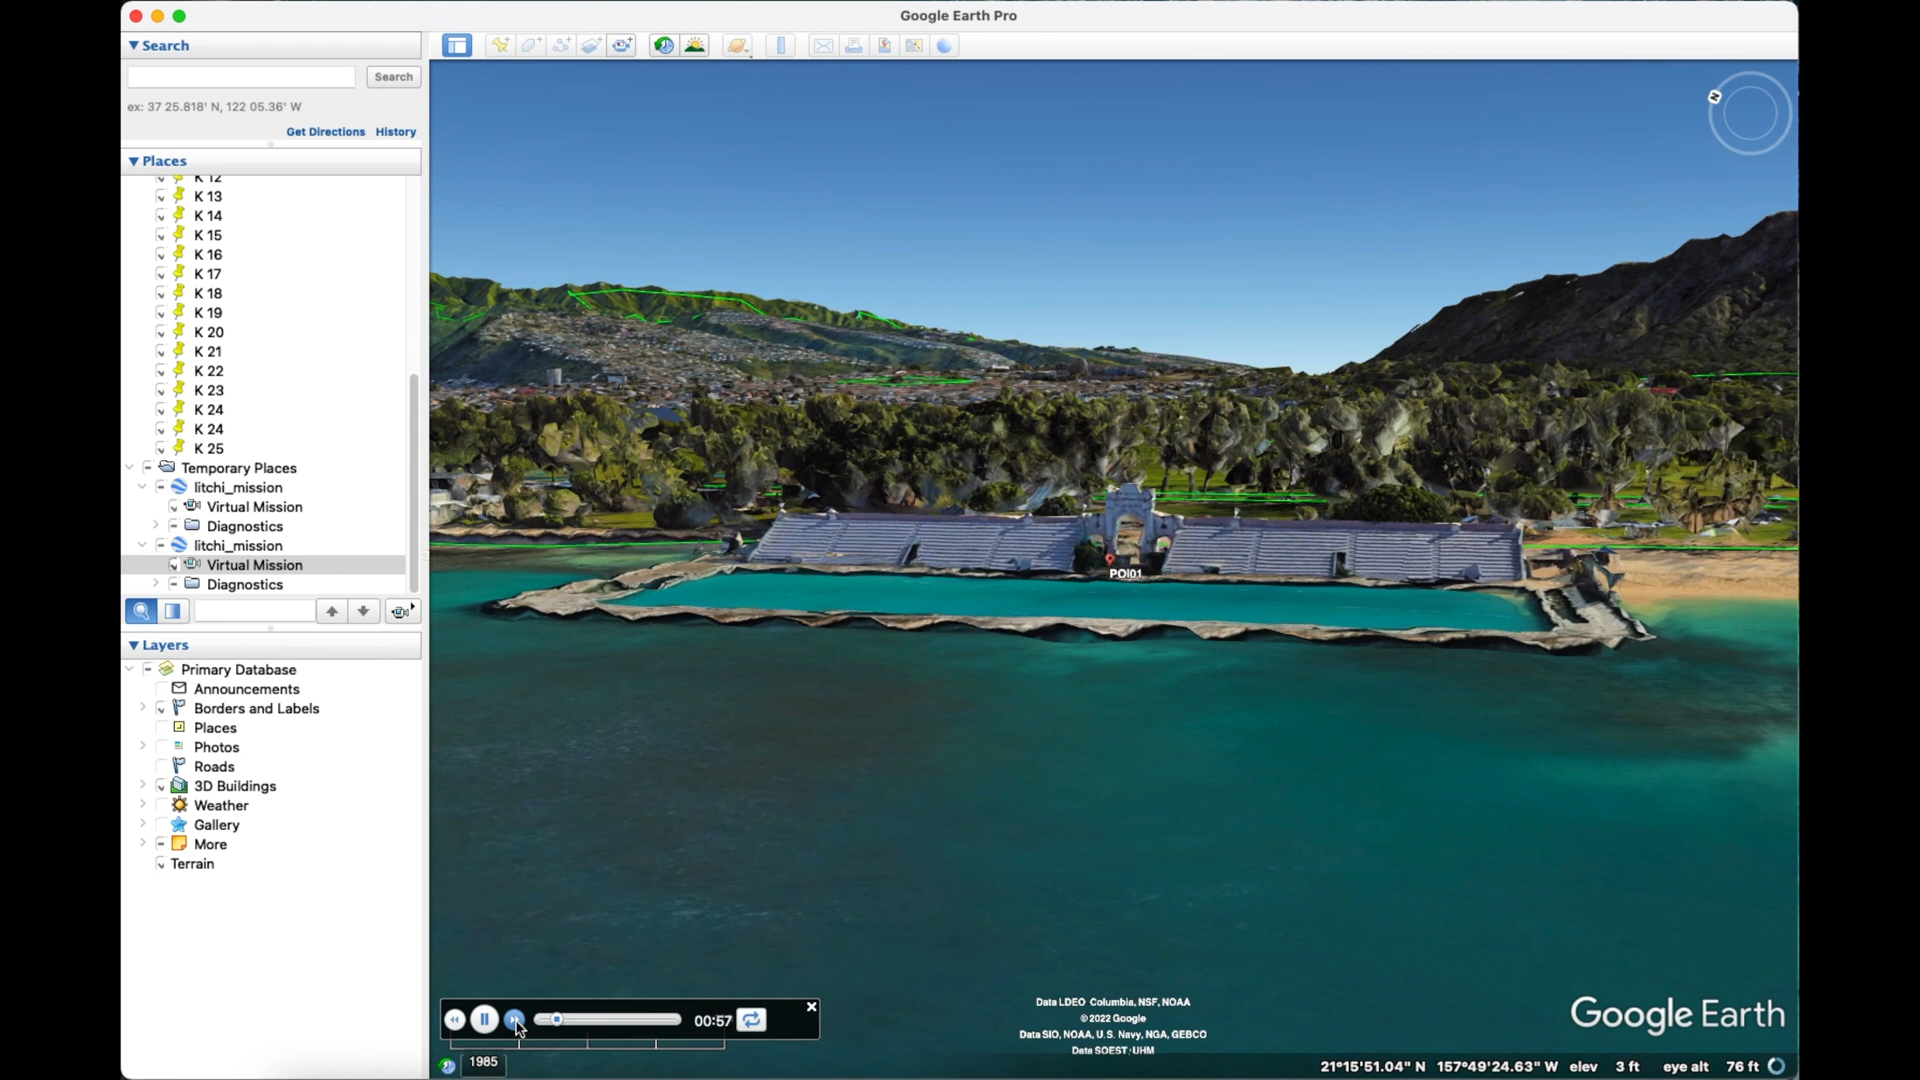 Google Earth Pro
Search
Search
ex: 37 25.818' N, 122 05.36' W
Get Directions History
Places
K 12
K 13
K 14
K 15
K 16
K 17
K 18
K 19
K 20
K 21
K 22
K 23
K 24
K 24
K 25
Temporary Places
litchi_mission
Virtual Mission
Diagnostics
litchi_mission
Virtual Mission
Diagnostics
Layers
Primary Database
Announcements
Borders and Labels
Places
Photos
Roads
3D Buildings
Weather
Gallery
More
Terrain
N
POI01
00:57
1985
Data LDEO Columbia, NSF, NOAA
©2022 Google
Data SIO, NOAA, U.S. Navy, NGA, GEBCO
Data SOEST/UHM
Google Earth
21°15'51.04" N 157°49'24.63" W elev 3 ft eye alt 76 ft